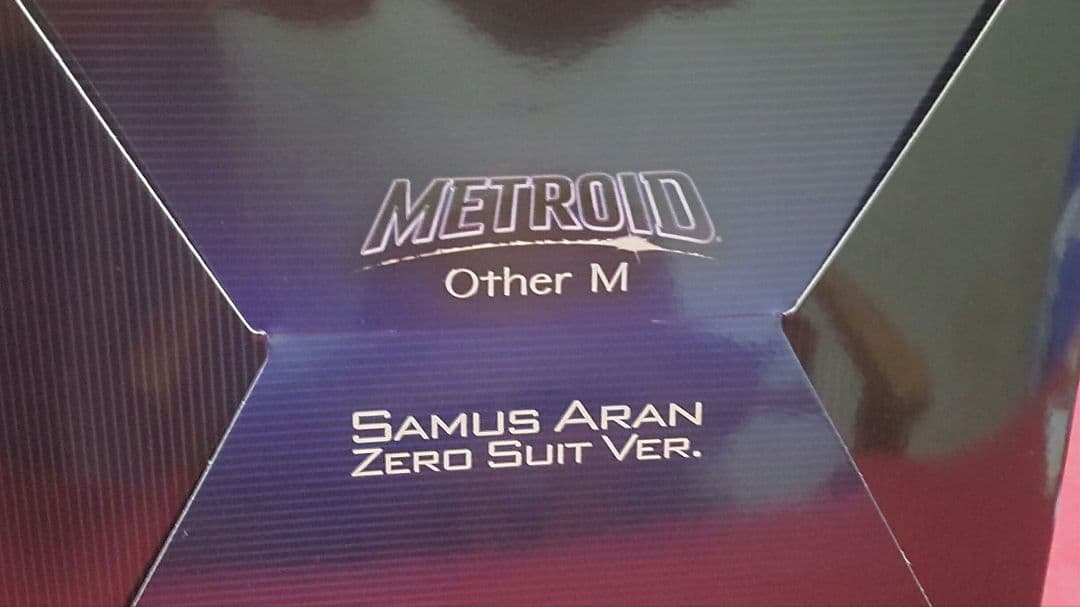 METROID
Other M
SAMUS ARAN
ZERO SUIT VER.